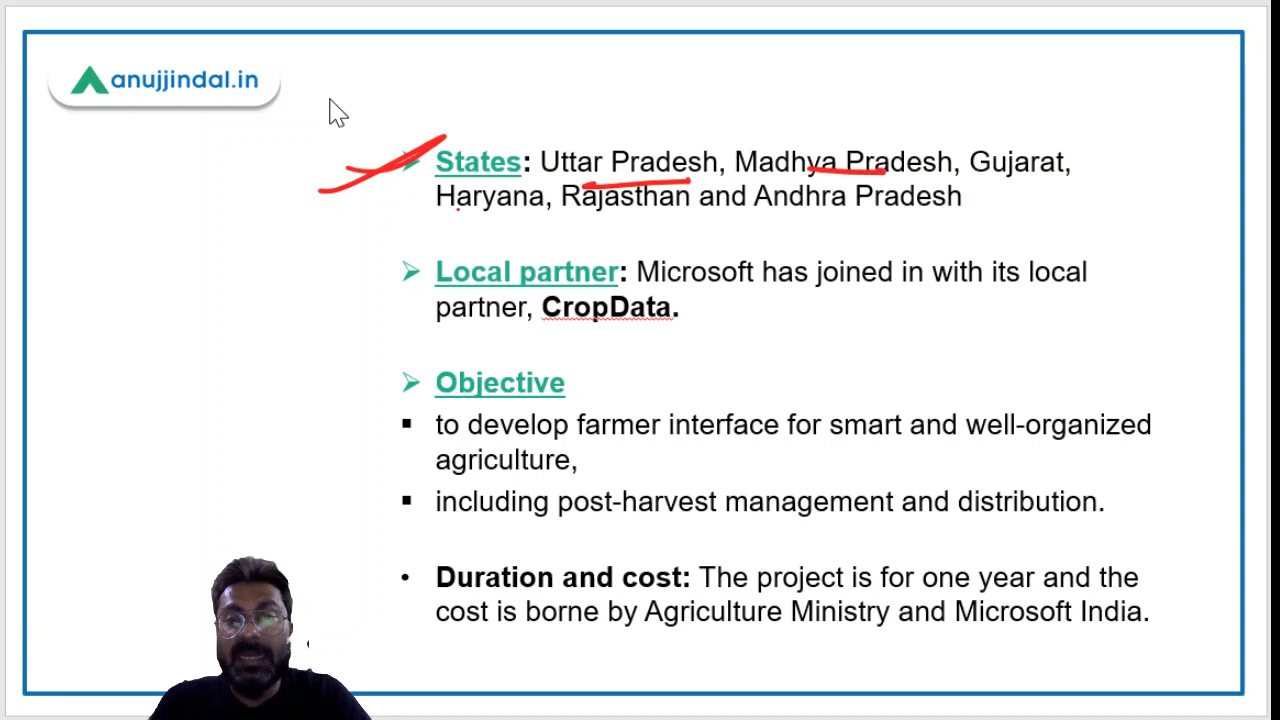 anujjindal.in
States: Uttar Pradesh, Madhya Pradesh, Gujarat,
Haryana, Rajasthan and Andhra Pradesh
Local partner: Microsoft has joined in with its local
partner, CropData.
Objective
to develop farmer interface for smart and well-organized
agriculture,
including post-harvest management and distribution.
Duration and cost: The project is for one year and the
cost is borne by Agriculture Ministry and Microsoft India.